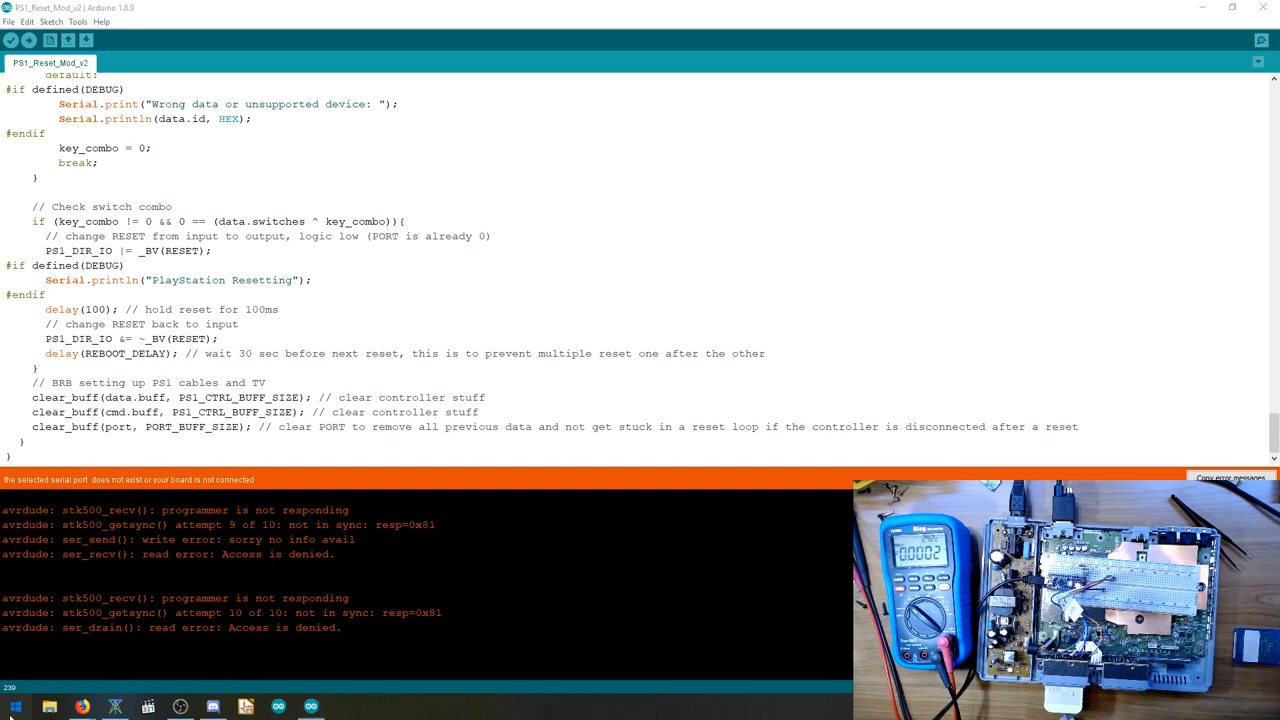 PS1_Reset_Mod_v2 | Arduino 1.8.9
File Edit Sketch Tools Help
PS1_Reset_Mod_v2
default:
#if defined(DEBUG)
Serial.print("Wrong data or unsupported device: ");
Serial.println(data.id, HEX);
#endif
key_combo = 0;
break;
}
// Check switch combo
if (key_combo != 0 && 0 == (data.switches ^ key_combo)){
// change RESET from input to output, logic low (PORT is already 0)
PS1_DIR_IO |= _BV(RESET);
#if defined(DEBUG)
Serial.println("PlayStation Resetting");
#endif
delay(100); // hold reset for 100ms
// change RESET back to input
PS1_DIR_IO &= ~_BV(RESET);
delay(REBOOT_DELAY); // wait 30 sec before next reset, this is to prevent multiple reset one after the other
}
// BRB setting up PS1 cables and TV
clear_buff(data.buff, PS1_CTRL_BUFF_SIZE); // clear controller stuff
clear_buff(cmd.buff, PS1_CTRL_BUFF_SIZE); // clear controller stuff
clear_buff(port, PORT_BUFF_SIZE); // clear PORT to remove all previous data and not get stuck in a reset loop if the controller is disconnected after a reset
}
}
the selected serial port does not exist or your board is not connected
Copy error messages
avrdude: stk500_recv(): programmer is not responding
avrdude: stk500_getsync() attempt 9 of 10: not in sync: resp=0x81
avrdude: ser_send(): write error: sorry no info avail
avrdude: ser_recv(): read error: Access is denied.
avrdude: stk500_recv(): programmer is not responding
avrdude: stk500_getsync() attempt 10 of 10: not in sync: resp=0x81
avrdude: ser_drain(): read error: Access is denied.
239
0.0002